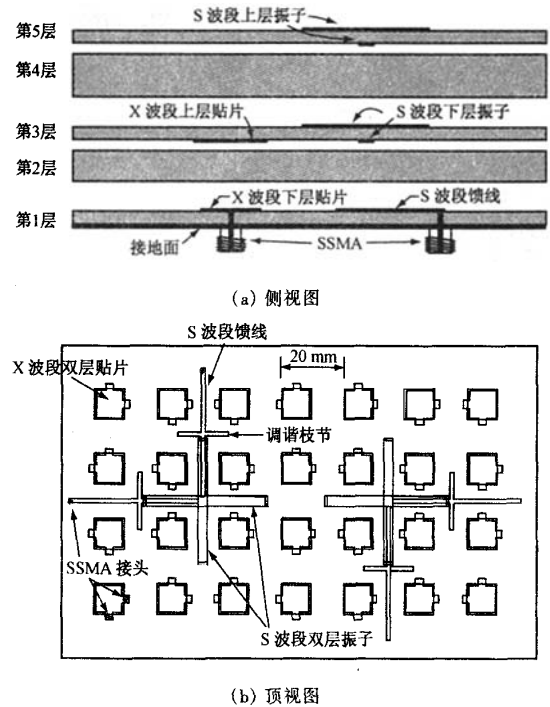 S 波段上层振子
第5层
第4层
X 波段上层贴片
S 波段下层振子
第3层
第2层
X 波段下层贴片
S 波段馈线
第1层
接地面
SSMA
(a) 侧视图
S 波段馈线
X 波段双层贴片
20 mm
调谐枝节
SSMA 接头
S 波段双层振子
(b) 顶视图